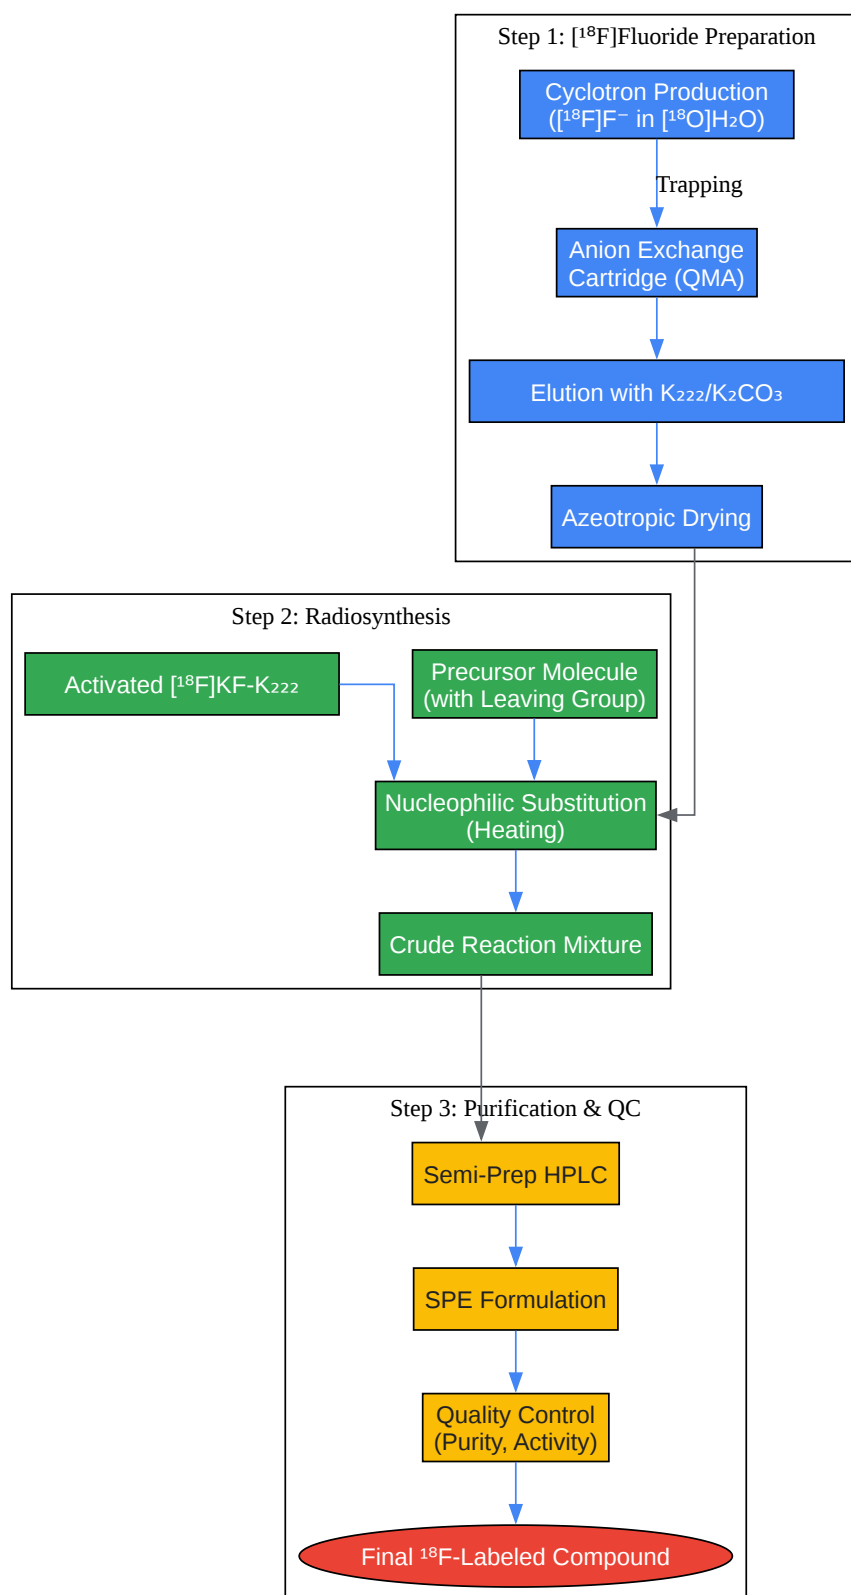 Step 1: [¹⁸F]Fluoride Preparation
Cyclotron Production
([¹⁸F]F⁻ in [¹⁸O]H₂O)
Trapping
Anion Exchange
Cartridge (QMA)
Elution with K₂₂₂/K₂CO₃
Azeotropic Drying
Step 2: Radiosynthesis
Activated [¹⁸F]KF-K₂₂₂
Precursor Molecule
(with Leaving Group)
Nucleophilic Substitution
(Heating)
Crude Reaction Mixture
Step 3: Purification & QC
Semi-Prep HPLC
SPE Formulation
Quality Control
(Purity, Activity)
Final ¹⁸F-Labeled Compound